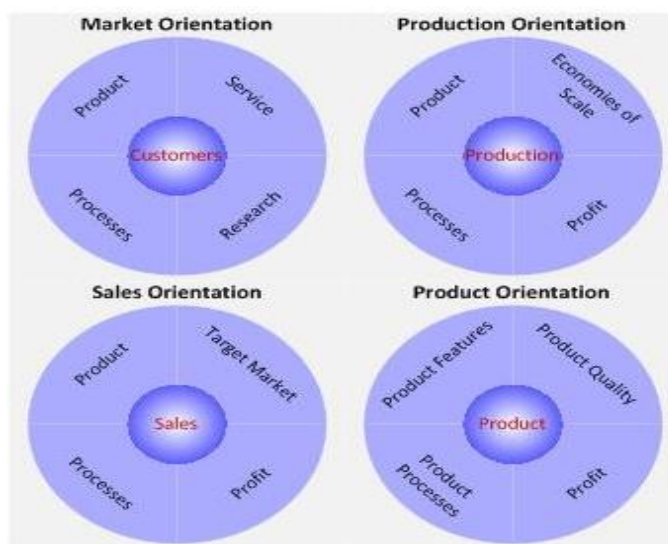 Market Orientation
Product
Service
Customers
Processes
Research
Production Orientation
Product
Economies of
Scale
Production
Processes
Profit
Sales Orientation
Product
Target Market
Sales
Processes
Profit
Product Orientation
Product Features
Product Quality
Product
Product
Processes
Profit